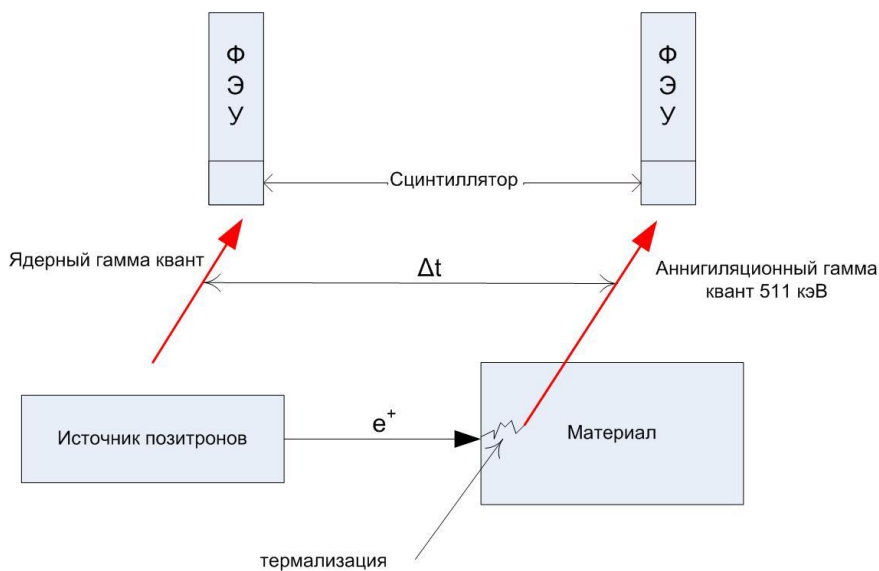 Ф
Э
У
Ф
Э
У
Сцинтиллятор
Ядерный гамма квант
Δt
Аннигиляционный гамма
квант 511 кэВ
Источник позитронов
e+
Материал
термализация